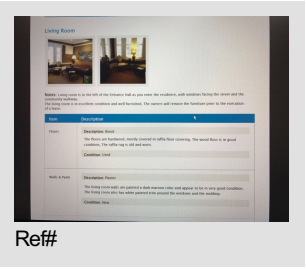 Living Room
Notes: Living room is at the left of the Entrance Hall as you enter the residence, with windows facing the street and the
community walkway.
The living room is in excellent condition and well furnished. The owners will remove the furniture prior to the execution
of a lease.
Item Description
Floors Description: Wood
The floors are hardwood, mostly covered in raffia floor covering. The wood floor is in good
condition. The raffia rug is old and worn.
Condition: Used
Walls & Paint Description: Plaster
The living room walls are painted a dark maroon color and appear to be in very good condition.
The living room also has white painted trim around the windows and the molding.
Condition: New
Ref#